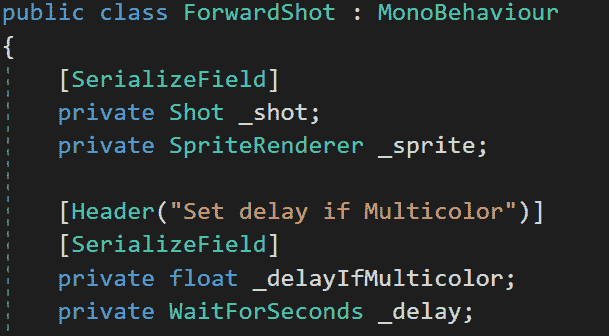 public class ForwardShot : MonoBehaviour
{
[SerializeField]
private Shot _shot;
private SpriteRenderer _sprite;
[Header("Set delay if Multicolor")]
[SerializeField]
private float _delayIfMulticolor;
private WaitForSeconds _delay;